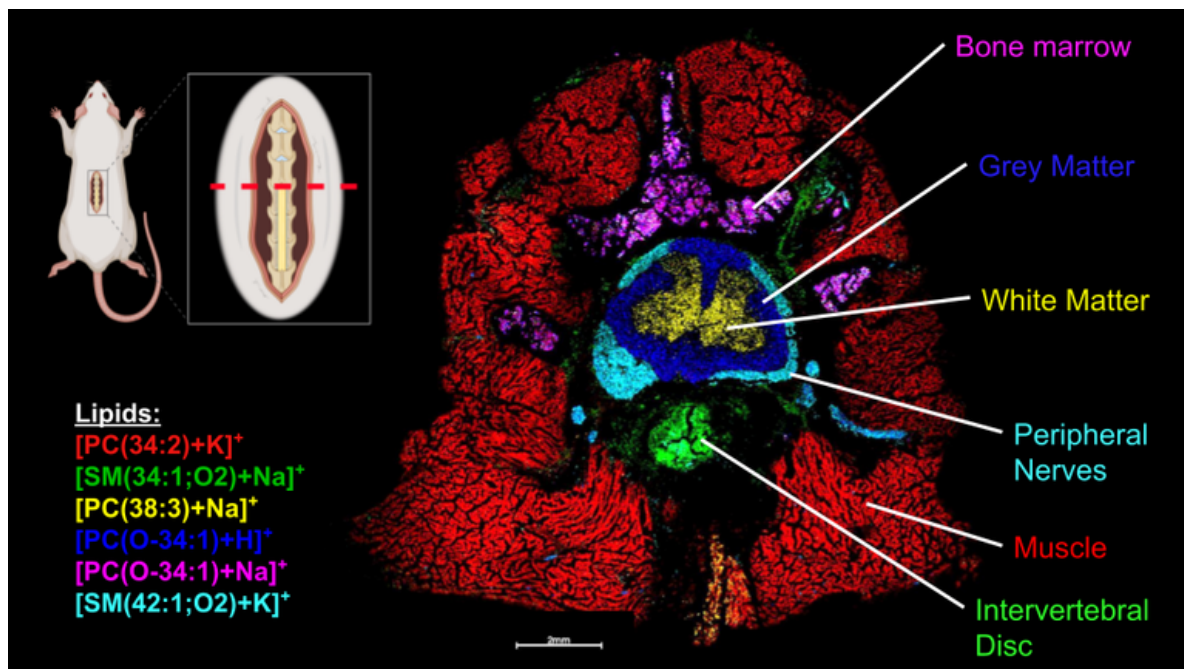 Bone marrow
Grey Matter
White Matter
Peripheral
Nerves
Muscle
Intervertebral
Disc
Lipids:
[PC(34:2)+K]⁺
[SM(34:1;O2)+Na]⁺
[PC(38:3)+Na]⁺
[PC(O-34:1)+H]⁺
[PC(O-34:1)+Na]⁺
[SM(42:1;O2)+K]⁺
2mm